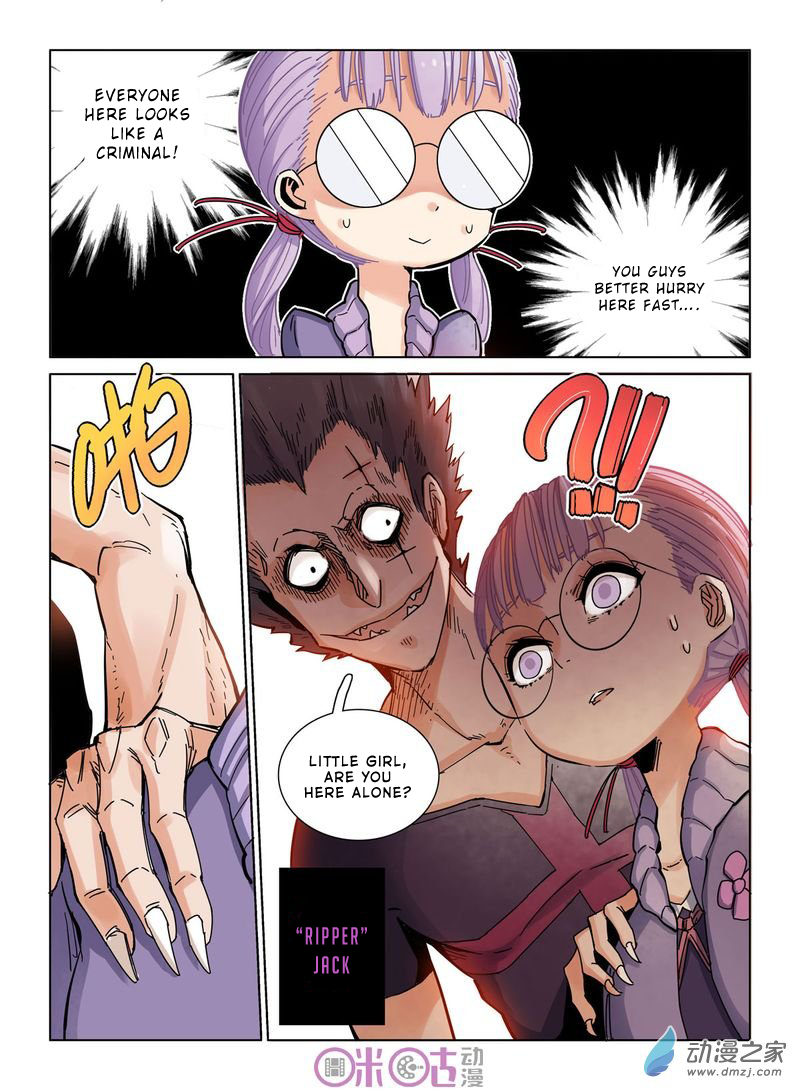 EVERYONE
HERE LOOKS
LIKE A
CRIMINAL!
YOU GUYS
BETTER HURRY
HERE FAST....
啪
?!!
LITTLE GIRL,
ARE YOU
HERE ALONE?
“RIPPER”
JACK
咪咕动漫
动漫之家
www.dmzj.com